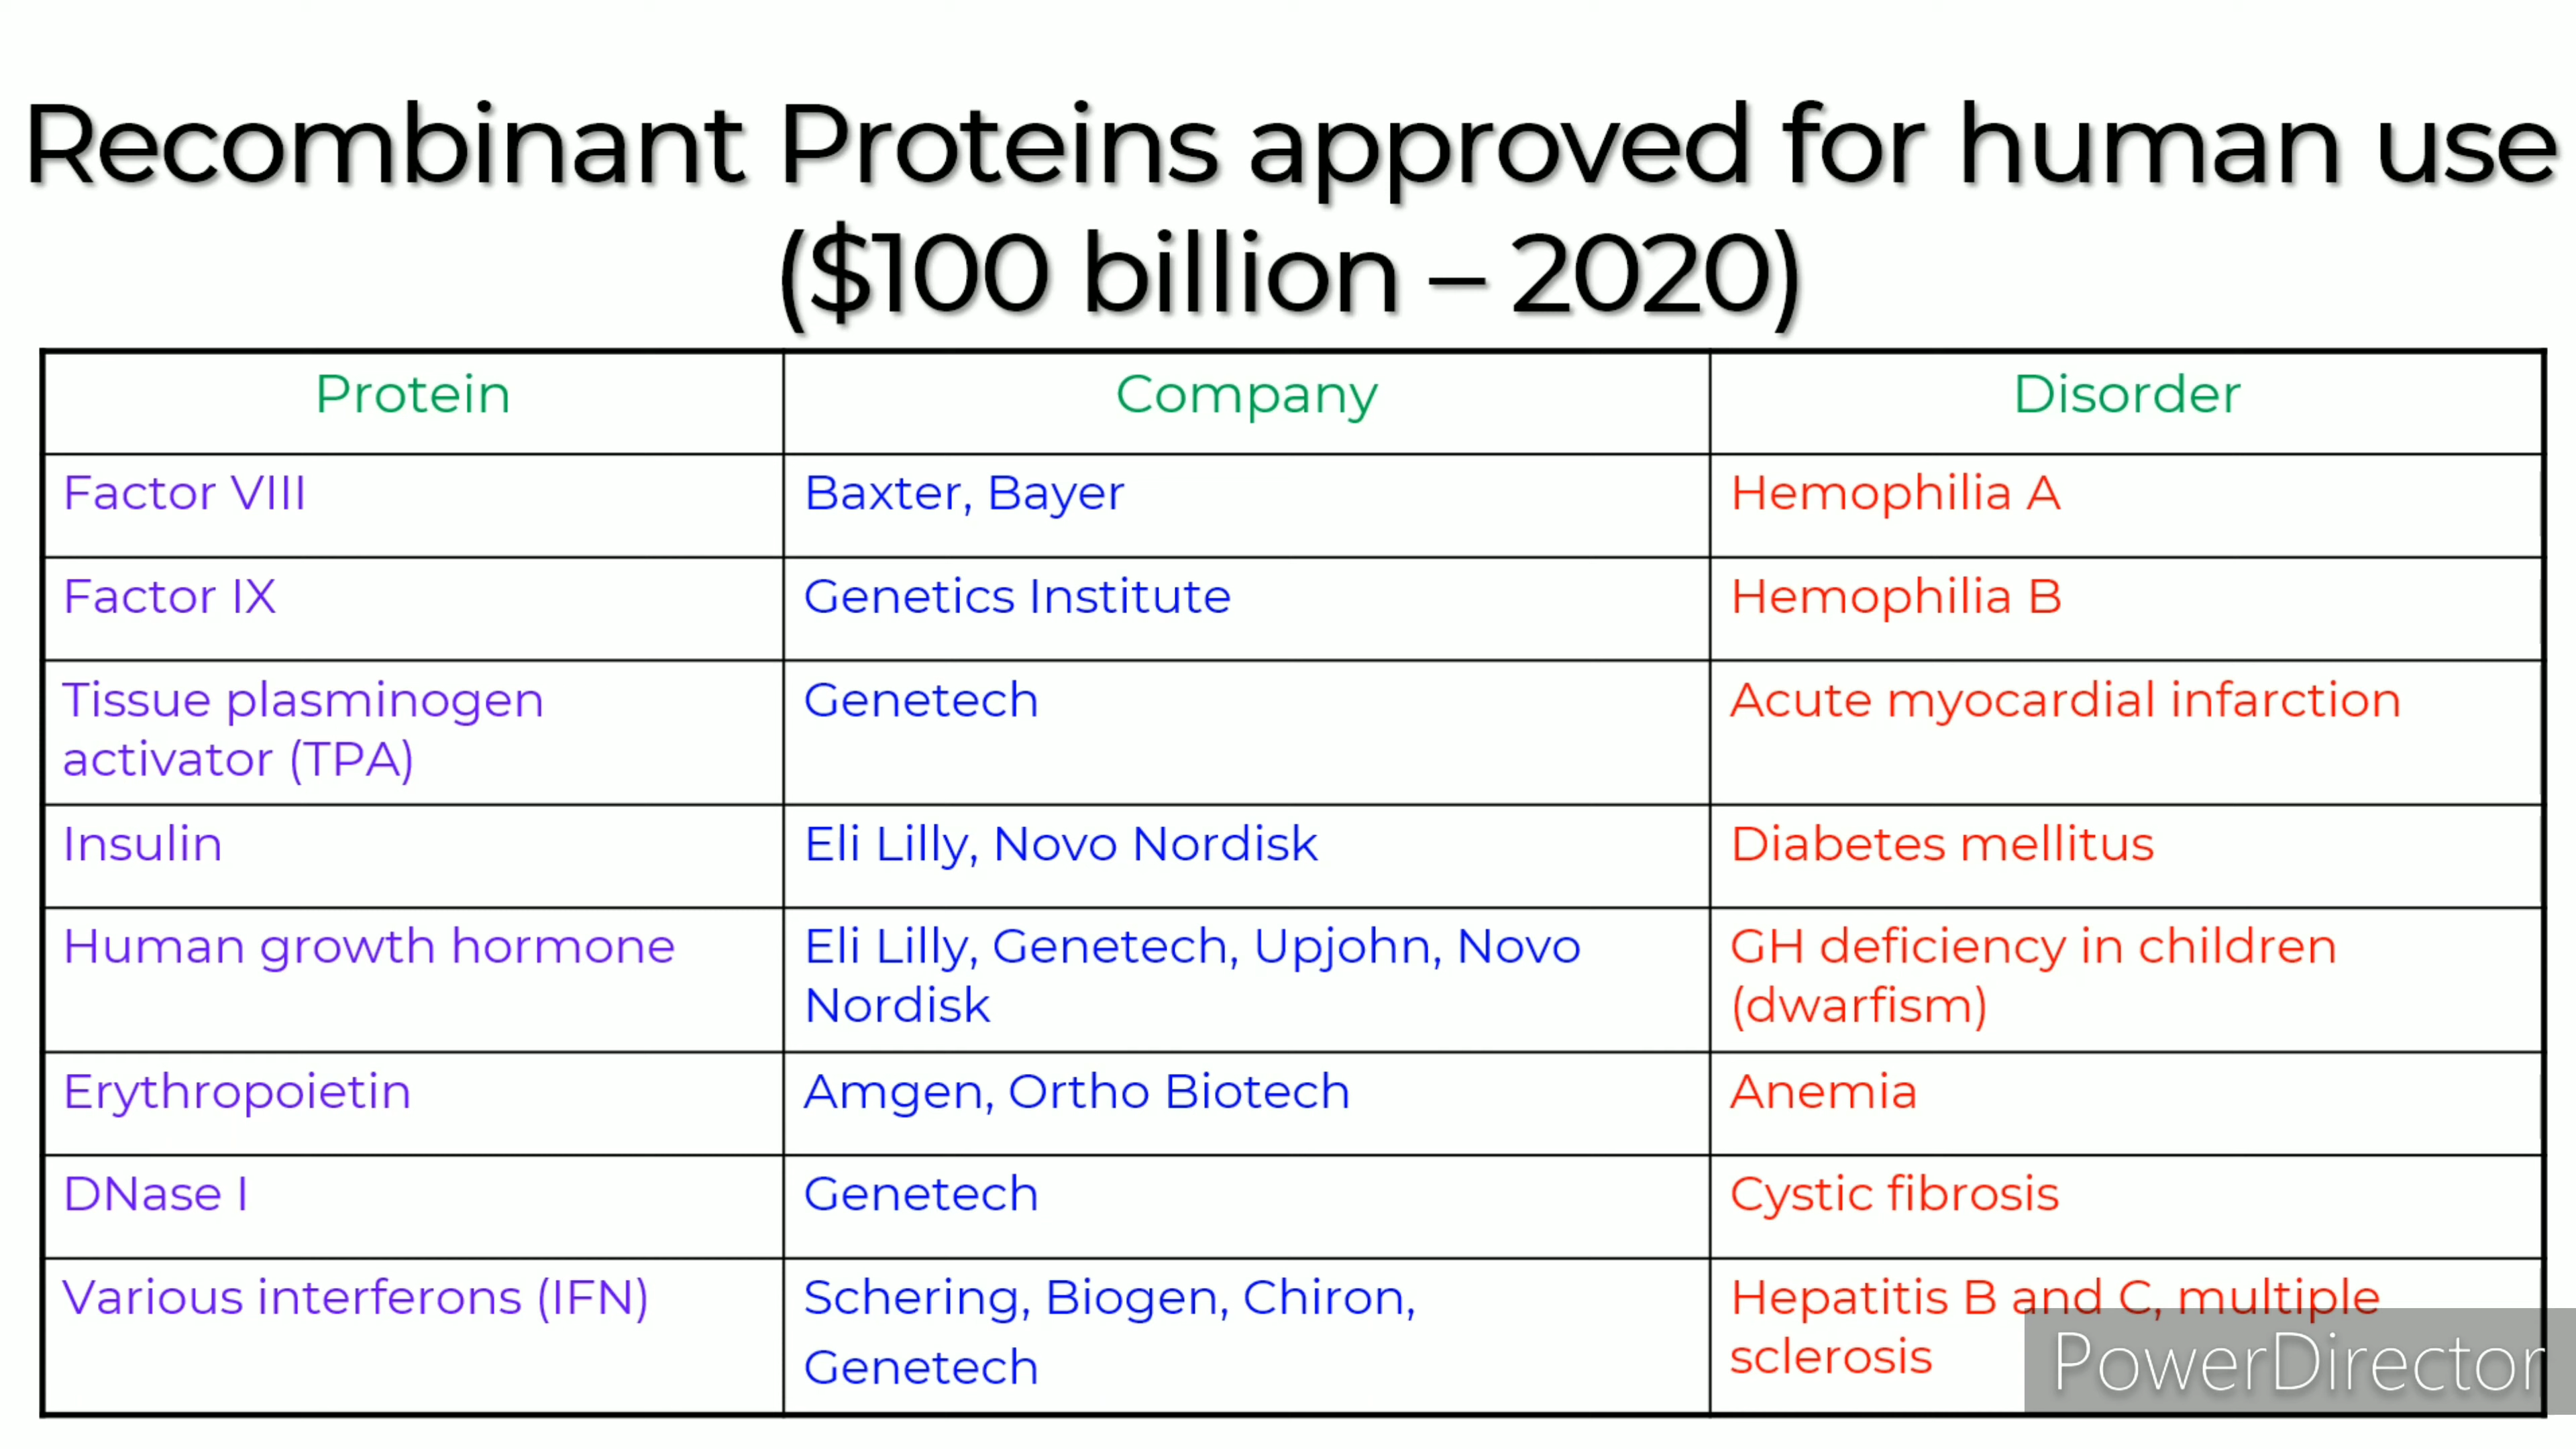 Recombinant Proteins approved for human use
($100 billion – 2020)
Protein
Company
Disorder
Factor VIII
Baxter, Bayer
Hemophilia A
Factor IX
Genetics Institute
Hemophilia B
Tissue plasminogen
activator (TPA)
Genetech
Acute myocardial infarction
Insulin
Eli Lilly, Novo Nordisk
Diabetes mellitus
Human growth hormone
Eli Lilly, Genetech, Upjohn, Novo
Nordisk
GH deficiency in children
(dwarfism)
Erythropoietin
Amgen, Ortho Biotech
Anemia
DNase I
Genetech
Cystic fibrosis
Various interferons (IFN)
Schering, Biogen, Chiron,
Genetech
Hepatitis B and C, multiple
sclerosis
PowerDirector